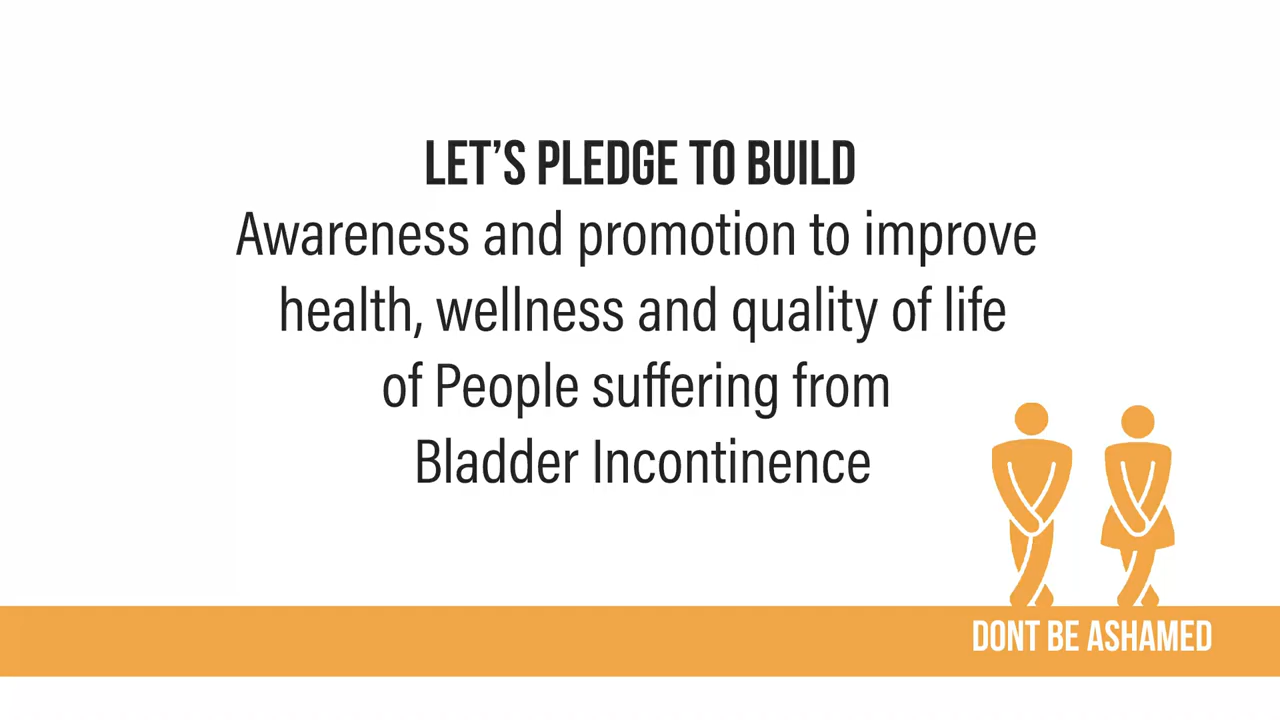 LET’S PLEDGE TO BUILD
Awareness and promotion to improve
health, wellness and quality of life
of People suffering from
Bladder Incontinence
DONT BE ASHAMED